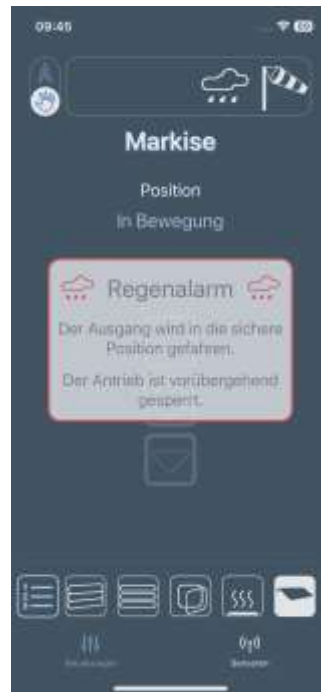 09:45
Markise
Position
In Bewegung
Regenalarm
Der Ausgang wird in die sichere
Position gefahren.
Der Antrieb ist vorübergehend
gesperrt.